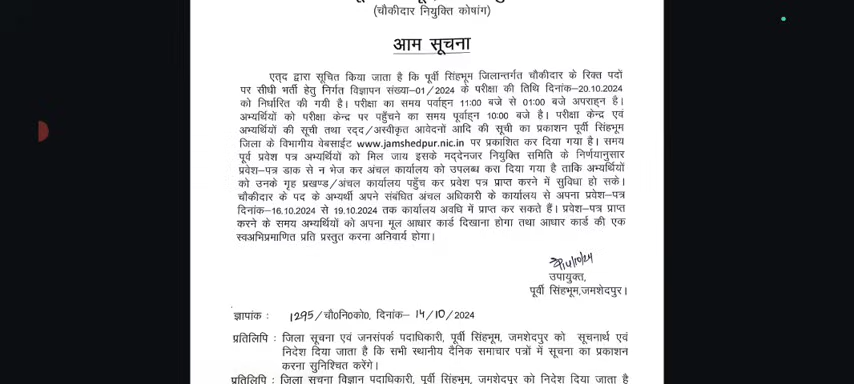 (चौकीदार नियुक्ति कोषांग)
आम सूचना
एतद् द्वारा सूचित किया जाता है कि पूर्वी सिंहभूम जिलान्तर्गत चौकीदार के रिक्त पदों
पर सीधी भर्ती हेतु निर्गत विज्ञापन संख्या–01/2024 के परीक्षा की तिथि दिनांक–20.10.2024
को निर्धारित की गयी है। परीक्षा का समय पर्वाहन 11:00 बजे से 01:00 बजे अपराहन है।
अभ्यर्थियों को परीक्षा केन्द्र पर पहुँचने का समय पूर्वाहन् 10:00 बजे है। परीक्षा केन्द्र एवं
अभ्यर्थियों की सूची तथा रद्द/अस्वीकृत आवेदनों आदि की सूची का प्रकाशन पूर्वी सिंहभूम
जिला के विभागीय वेबसाईट www.jamshedpur.nic.in पर प्रकाशित कर दिया गया है। समय
पूर्व प्रवेश पत्र अभ्यर्थियों को मिल जाय इसके मद्देनजर नियुक्ति समिति के निर्णयानुसार
प्रवेश–पत्र डाक से न भेज कर अंचल कार्यालय को उपलब्ध करा दिया गया है ताकि अभ्यर्थियों
को उनके गृह प्रखण्ड/अंचल कार्यालय पहुँच कर प्रवेश पत्र प्राप्त करने में सुविधा हो सके।
चौकीदार के पद के अभ्यर्थी अपने संबंधित अंचल अधिकारी के कार्यालय से अपना प्रवेश–पत्र
दिनांक–16.10.2024 से 19.10.2024 तक कार्यालय अवधि में प्राप्त कर सकते हैं। प्रवेश–पत्र प्राप्त
करने के समय अभ्यर्थियों को अपना मूल आधार कार्ड दिखाना होगा तथा आधार कार्ड की एक
स्वअभिप्रमाणित प्रति प्रस्तुत करना अनिवार्य होगा।
14/10/24
उपायुक्त,
पूर्वी सिंहभूम,जमशेदपुर।
ज्ञापांक : 1295/चौ0नि0को0, दिनांक– 14/10/2024
प्रतिलिपि : जिला सूचना एवं जनसंपर्क पदाधिकारी, पूर्वी सिंहभूम, जमशेदपुर को सूचनार्थ एवं
निदेश दिया जाता है कि सभी स्थानीय दैनिक समाचार पत्रों में सूचना का प्रकाशन
करना सुनिश्चित करेंगे।
प्रतिलिपि : जिला सूचना विज्ञान पदाधिकारी, पूर्वी सिंहभूम, जमशेदपुर को निदेश दिया जाता है